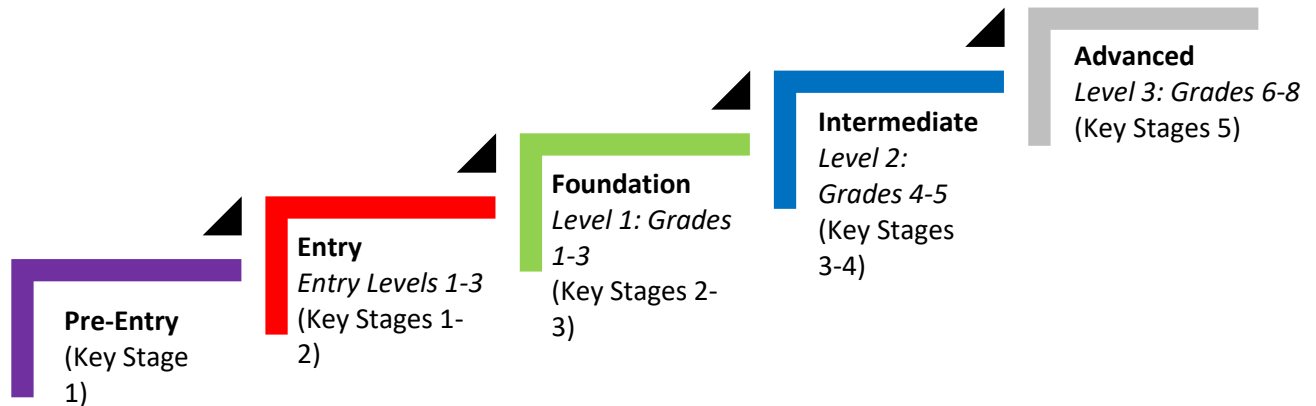 Pre-Entry
(Key Stage
1)
Entry
Entry Levels 1-3
(Key Stages 1-
2)
Foundation
Level 1: Grades
1-3
(Key Stages 2-
3)
Intermediate
Level 2:
Grades 4-5
(Key Stages
3-4)
Advanced
Level 3: Grades 6-8
(Key Stages 5)